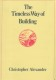 The Timeless Way of
Building
Christopher Alexander